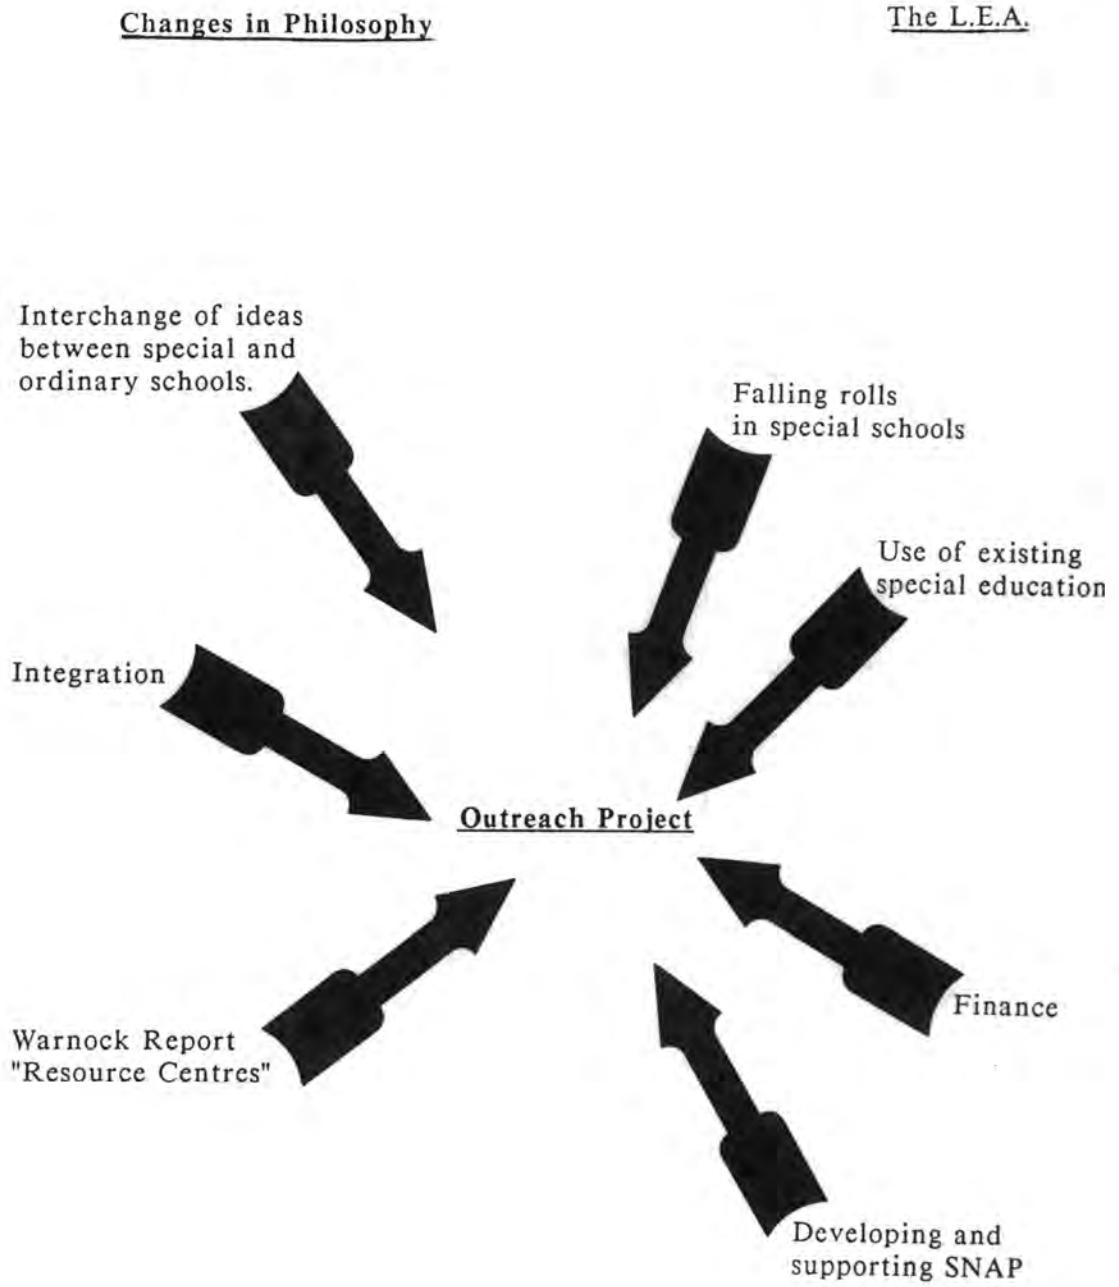 Changes in Philosophy
The L.E.A.
Interchange of ideas
between special and
ordinary schools.
Falling rolls
in special schools
Use of existing
special education
Integration
Outreach Project
Warnock Report
"Resource Centres"
Finance
Developing and
supporting SNAP